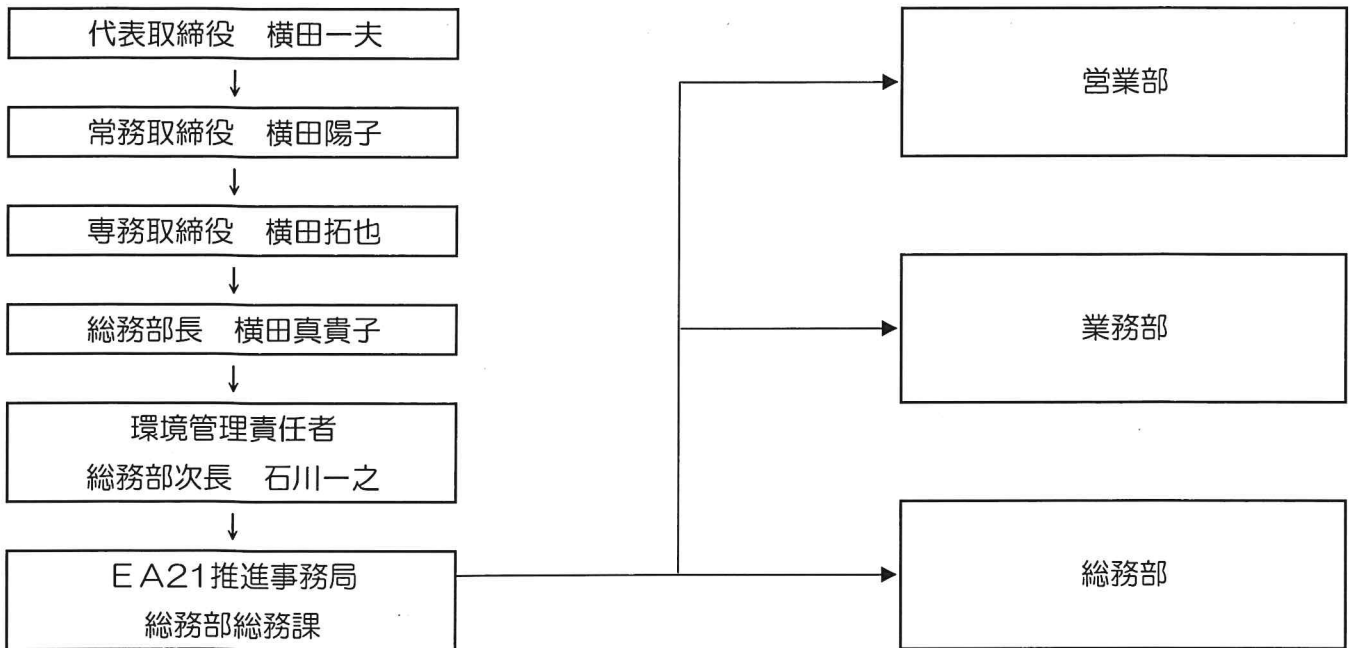 代表取締役　横田一夫
常務取締役　横田陽子
専務取締役　横田拓也
総務部長　横田真貴子
環境管理責任者
総務部次長　石川一之
ＥＡ21推進事務局
総務部総務課
営業部
業務部
総務部